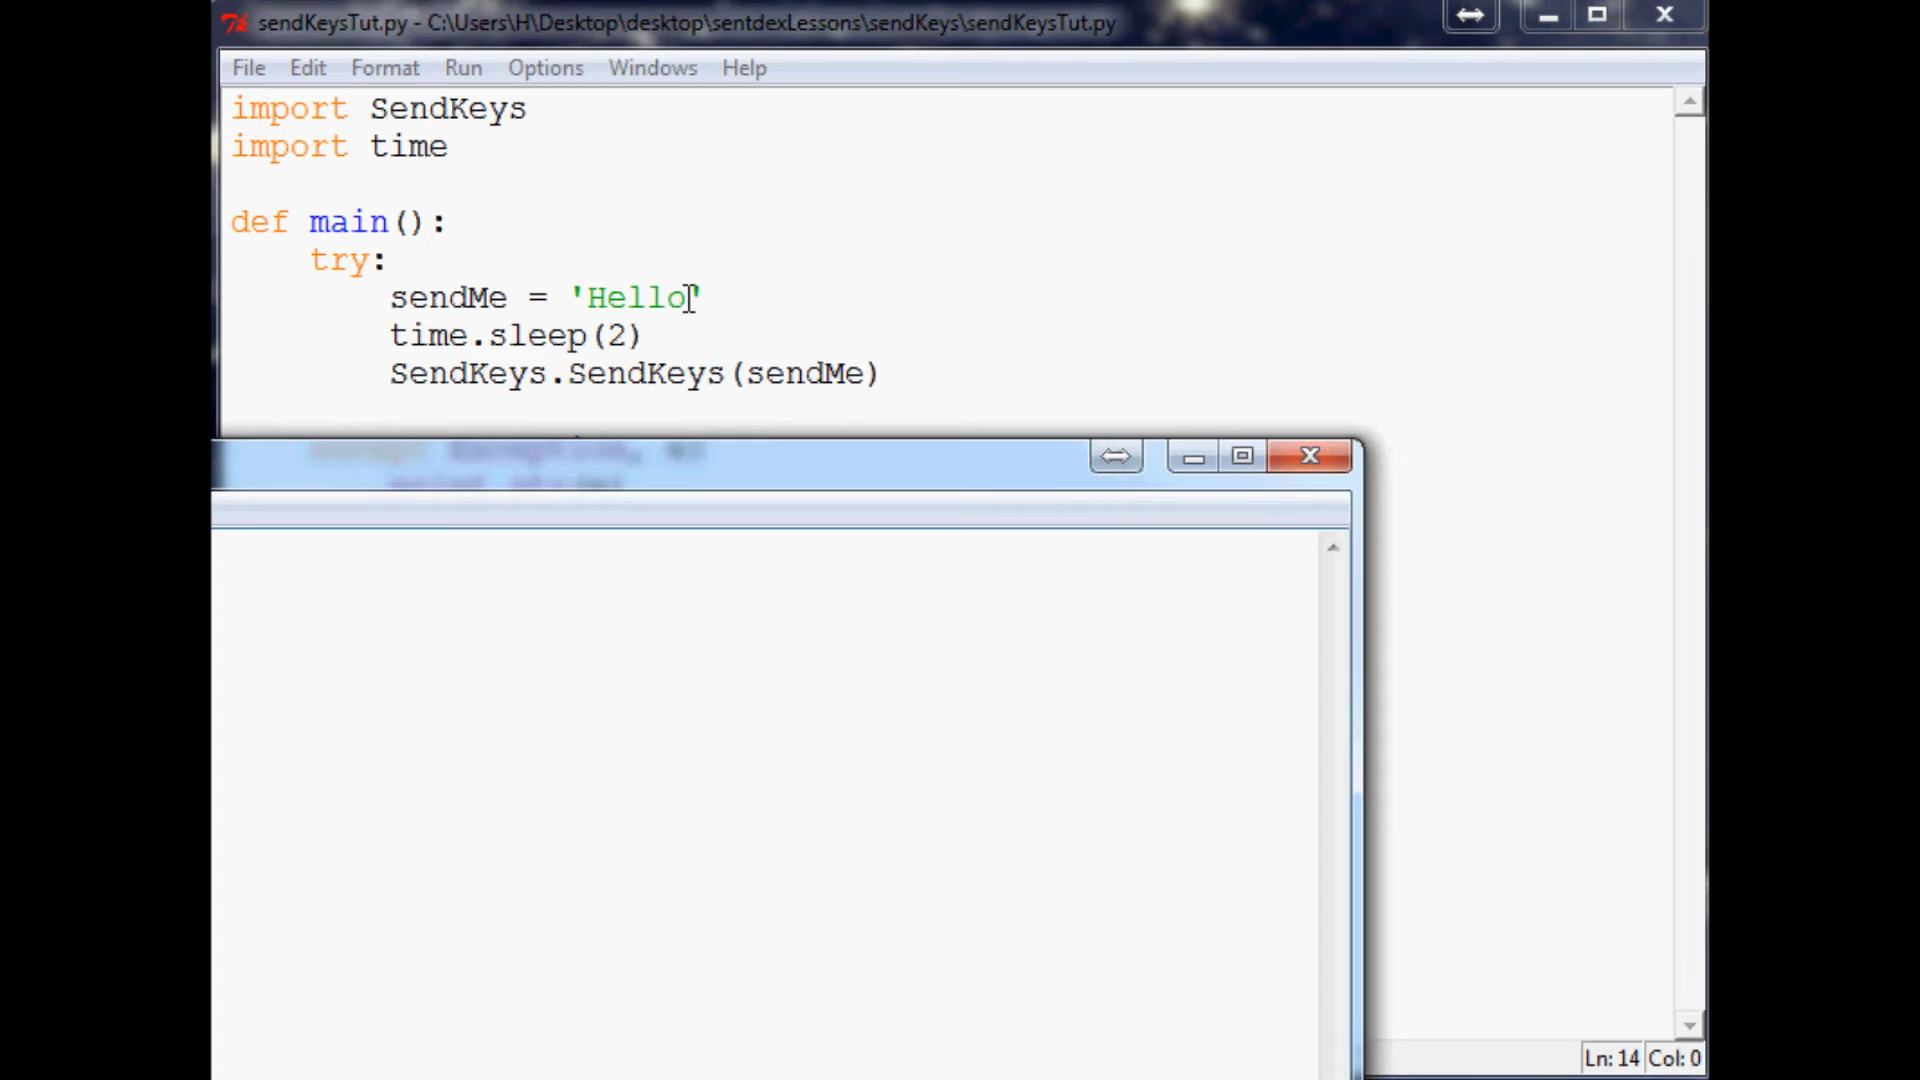 sendKeysTut.py - C:\Users\H\Desktop\desktop\sentdexLessons\sendKeys\sendKeysTut.py
File Edit Format Run Options Windows Help
import SendKeys
import time
def main():
try:
sendMe = 'Hello'
time.sleep(2)
SendKeys.SendKeys(sendMe)
Ln: 14 Col: 0